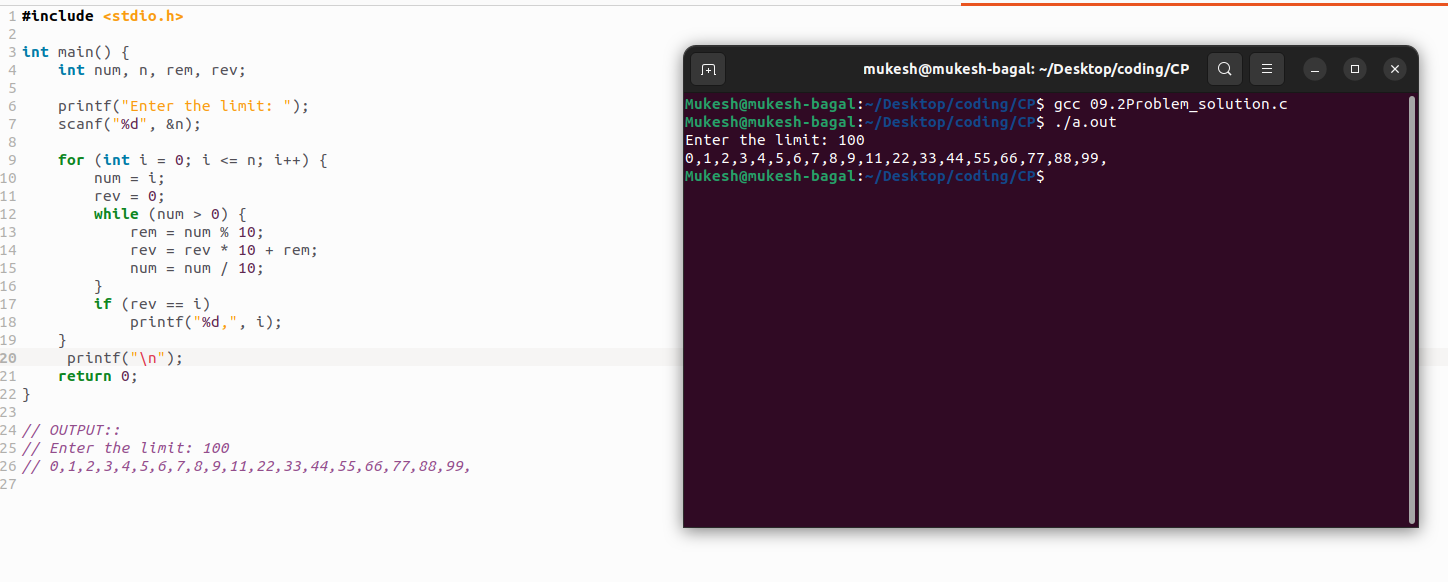 1 #include <stdio.h>
2
3 int main() {
4     int num, n, rem, rev;
5
6     printf("Enter the limit: ");
7     scanf("%d", &n);
8
9     for (int i = 0; i <= n; i++) {
10         num = i;
11         rev = 0;
12         while (num > 0) {
13             rem = num % 10;
14             rev = rev * 10 + rem;
15             num = num / 10;
16         }
17         if (rev == i)
18             printf("%d,", i);
19     }
20      printf("\n");
21     return 0;
22 }
23
24 // OUTPUT::
25 // Enter the limit: 100
26 // 0,1,2,3,4,5,6,7,8,9,11,22,33,44,55,66,77,88,99,
27
mukesh@mukesh-bagal: ~/Desktop/coding/CP
Mukesh@mukesh-bagal:~/Desktop/coding/CP$ gcc 09.2Problem_solution.c
Mukesh@mukesh-bagal:~/Desktop/coding/CP$ ./a.out
Enter the limit: 100
0,1,2,3,4,5,6,7,8,9,11,22,33,44,55,66,77,88,99,
Mukesh@mukesh-bagal:~/Desktop/coding/CP$